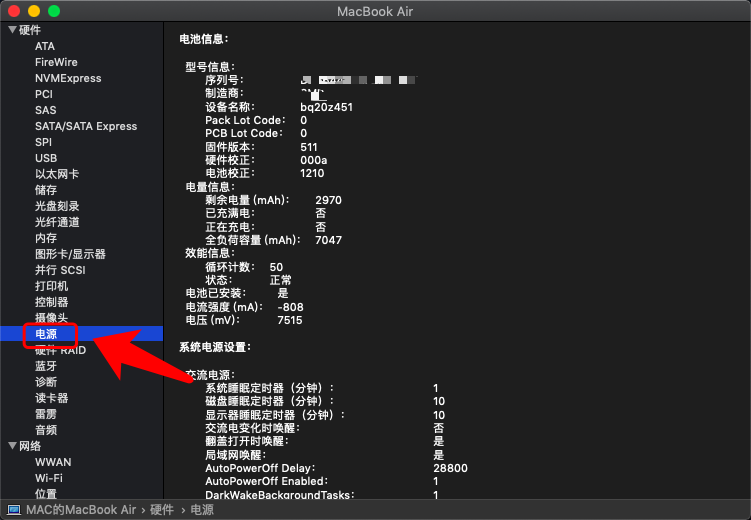 MacBook Air
硬件
ATA
FireWire
NVMExpress
PCI
SAS
SATA/SATA Express
SPI
USB
以太网卡
储存
光盘刻录
光纤通道
内存
图形卡/显示器
并行 SCSI
打印机
控制器
摄像头
电源
硬件 RAID
蓝牙
诊断
读卡器
雷雳
音频
网络
WWAN
Wi-Fi
位置
电池信息：
型号信息：
序列号：
制造商：
设备名称： bq20z451
Pack Lot Code： 0
PCB Lot Code： 0
固件版本： 511
硬件校正： 000a
电池校正： 1210
电量信息：
剩余电量 (mAh)： 2970
已充满电： 否
正在充电： 否
全负荷容量 (mAh)： 7047
效能信息：
循环计数： 50
状态： 正常
电池已安装： 是
电流强度 (mA)： -808
电压 (mV)： 7515
系统电源设置：
交流电源：
系统睡眠定时器（分钟）： 1
磁盘睡眠定时器（分钟）： 10
显示器睡眠定时器（分钟）： 10
交流电变化时唤醒： 否
翻盖打开时唤醒： 是
局域网唤醒： 是
AutoPowerOff Delay： 28800
AutoPowerOff Enabled： 1
DarkWakeBackgroundTasks： 1
MAC的MacBook Air › 硬件 › 电源